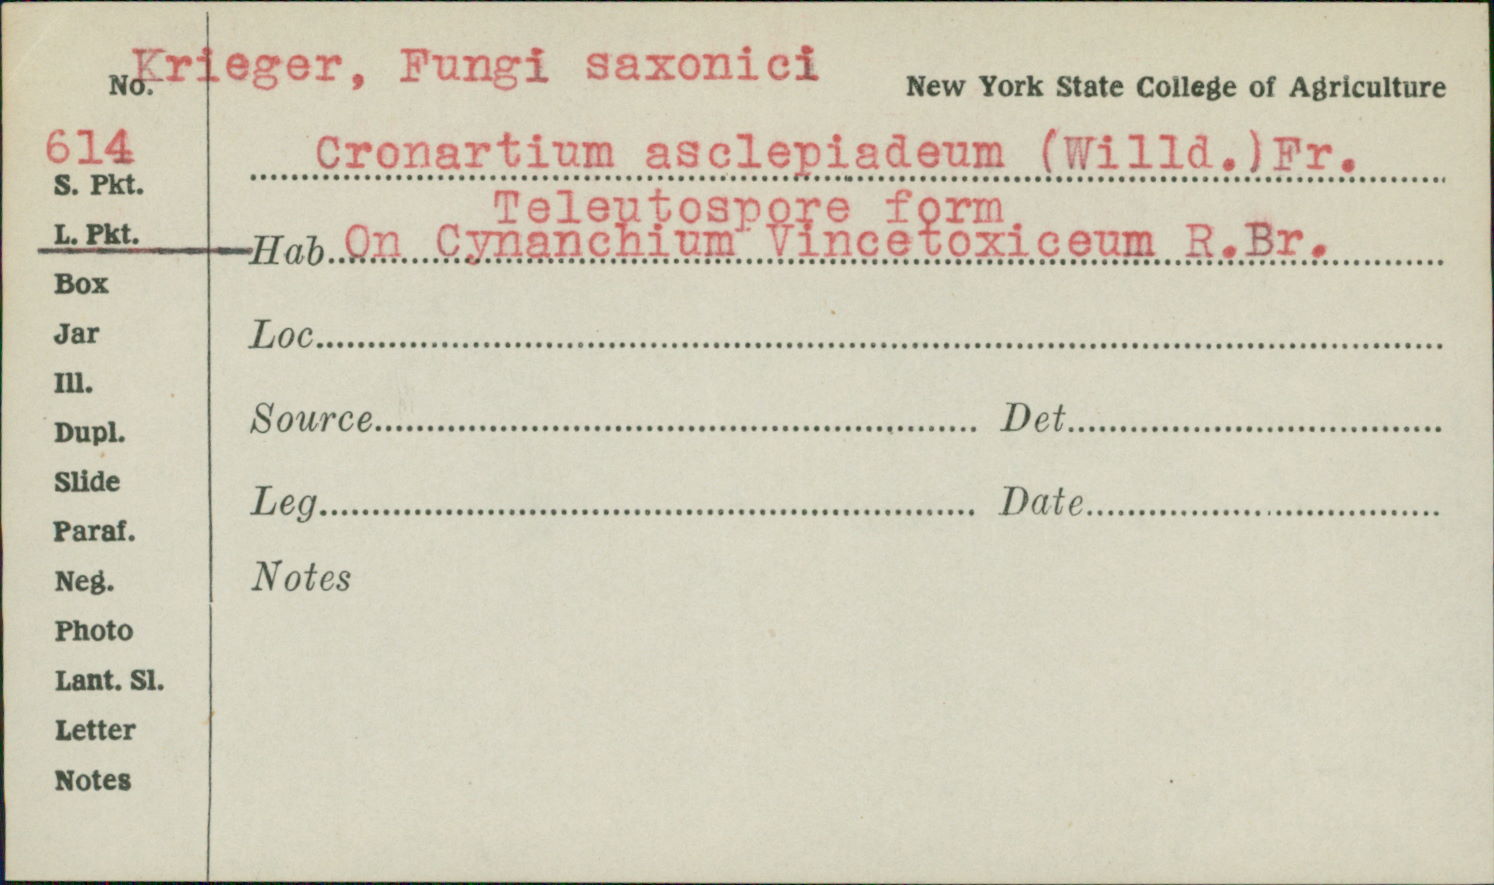 Krieger, Fungi saxonici
No.
New York State College of Agriculture
614
Cronartium asclepiadeum (Willd.)Fr.
S. Pkt.
Teleutospore form
L. Pkt.
Hab. On Cynanchium Vincetoxiceum R.Br.
Box
Jar
Loc.
Ill.
Dupl.
Source
Det.
Slide
Leg.
Date
Paraf.
Neg.
Notes
Photo
Lant. Sl.
Letter
Notes